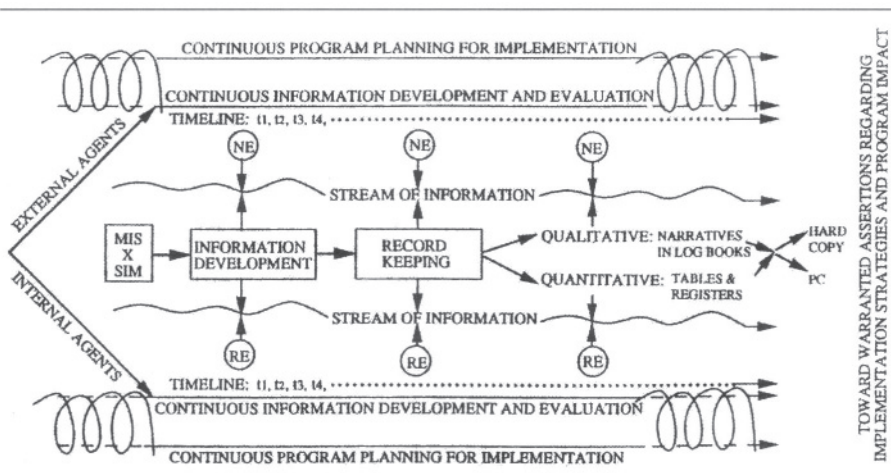 CONTINUOUS PROGRAM PLANNING FOR IMPLEMENTATION
CONTINUOUS INFORMATION DEVELOPMENT AND EVALUATION
TIMELINE: t1, t2, t3, t4,
EXTERNAL AGENTS
NE
NE
NE
STREAM OF INFORMATION
MIS
X
SIM
INFORMATION
DEVELOPMENT
RECORD
KEEPING
QUALITATIVE: NARRATIVES
IN LOG BOOKS
QUANTITATIVE: TABLES &
REGISTERS
HARD
COPY
PC
STREAM OF INFORMATION
INTERNAL AGENTS
RE
RE
RE
TIMELINE: t1, t2, t3, t4,
CONTINUOUS INFORMATION DEVELOPMENT AND EVALUATION
CONTINUOUS PROGRAM PLANNING FOR IMPLEMENTATION
TOWARD WARRANTED ASSERTIONS REGARDING
IMPLEMENTATION STRATEGIES AND PROGRAM IMPACT